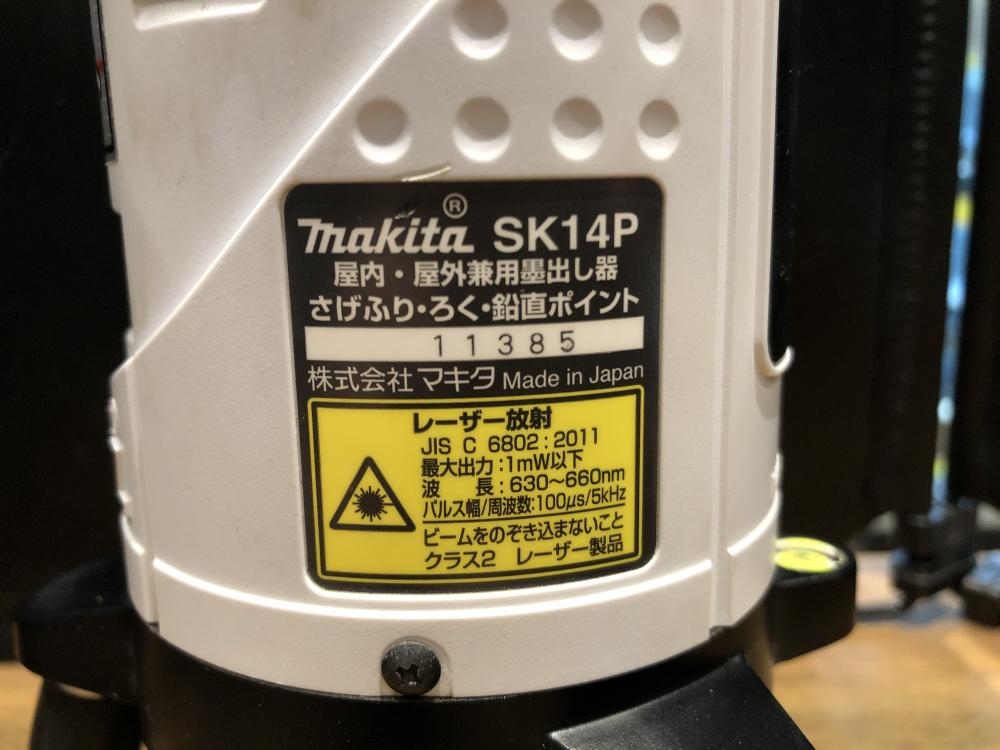 makita® SK14P
屋内・屋外兼用墨出し器
さげふり・ろく・鉛直ポイント
11385
株式会社マキタ Made in Japan
レーザー放射
JIS C 6802:2011
最大出力:1mW以下
波　長:630〜660nm
パルス幅/周波数:100μs/5kHz
ビームをのぞき込まないこと
クラス2　レーザー製品